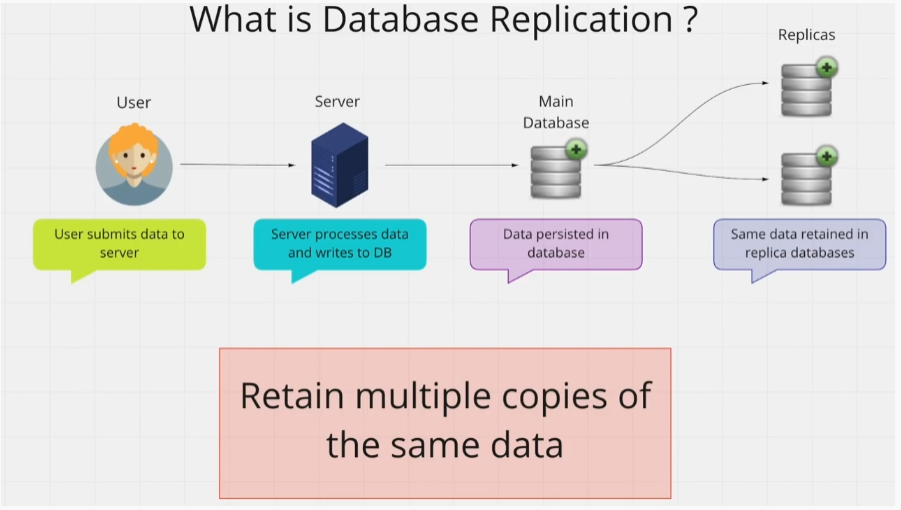 What is Database Replication ?
Replicas
User
Server
Main
Database
User submits data to
server
Server processes data
and writes to DB
Data persisted in
database
Same data retained in
replica databases
Retain multiple copies of
the same data